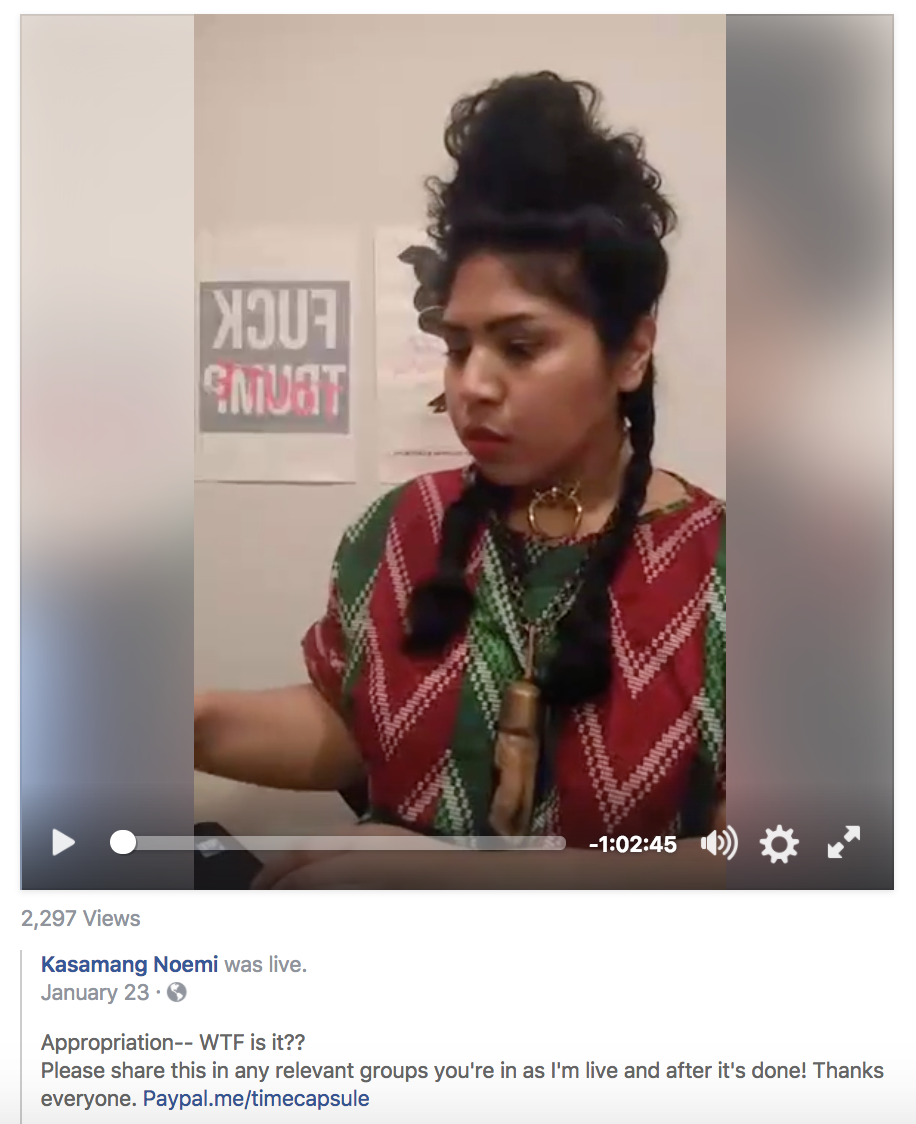 FUCK
TRUMP
-1:02:45
2,297 Views
Kasamang Noemi was live.
January 23 ·
Appropriation-- WTF is it??
Please share this in any relevant groups you're in as I'm live and after it's done! Thanks
everyone. Paypal.me/timecapsule